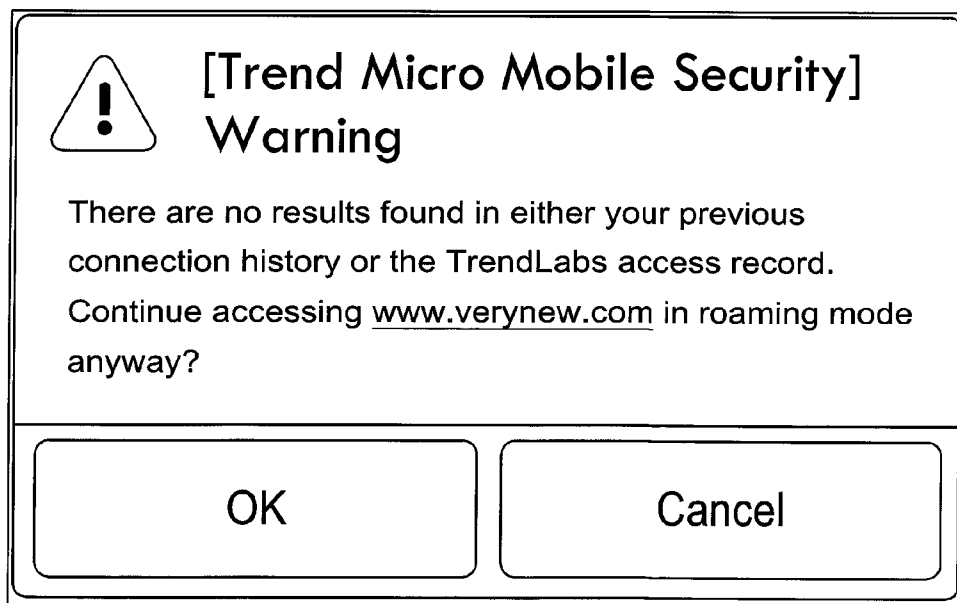 [Trend Micro Mobile Security]
Warning
There are no results found in either your previous
connection history or the TrendLabs access record.
Continue accessing www.verynew.com in roaming mode
anyway?
OK
Cancel